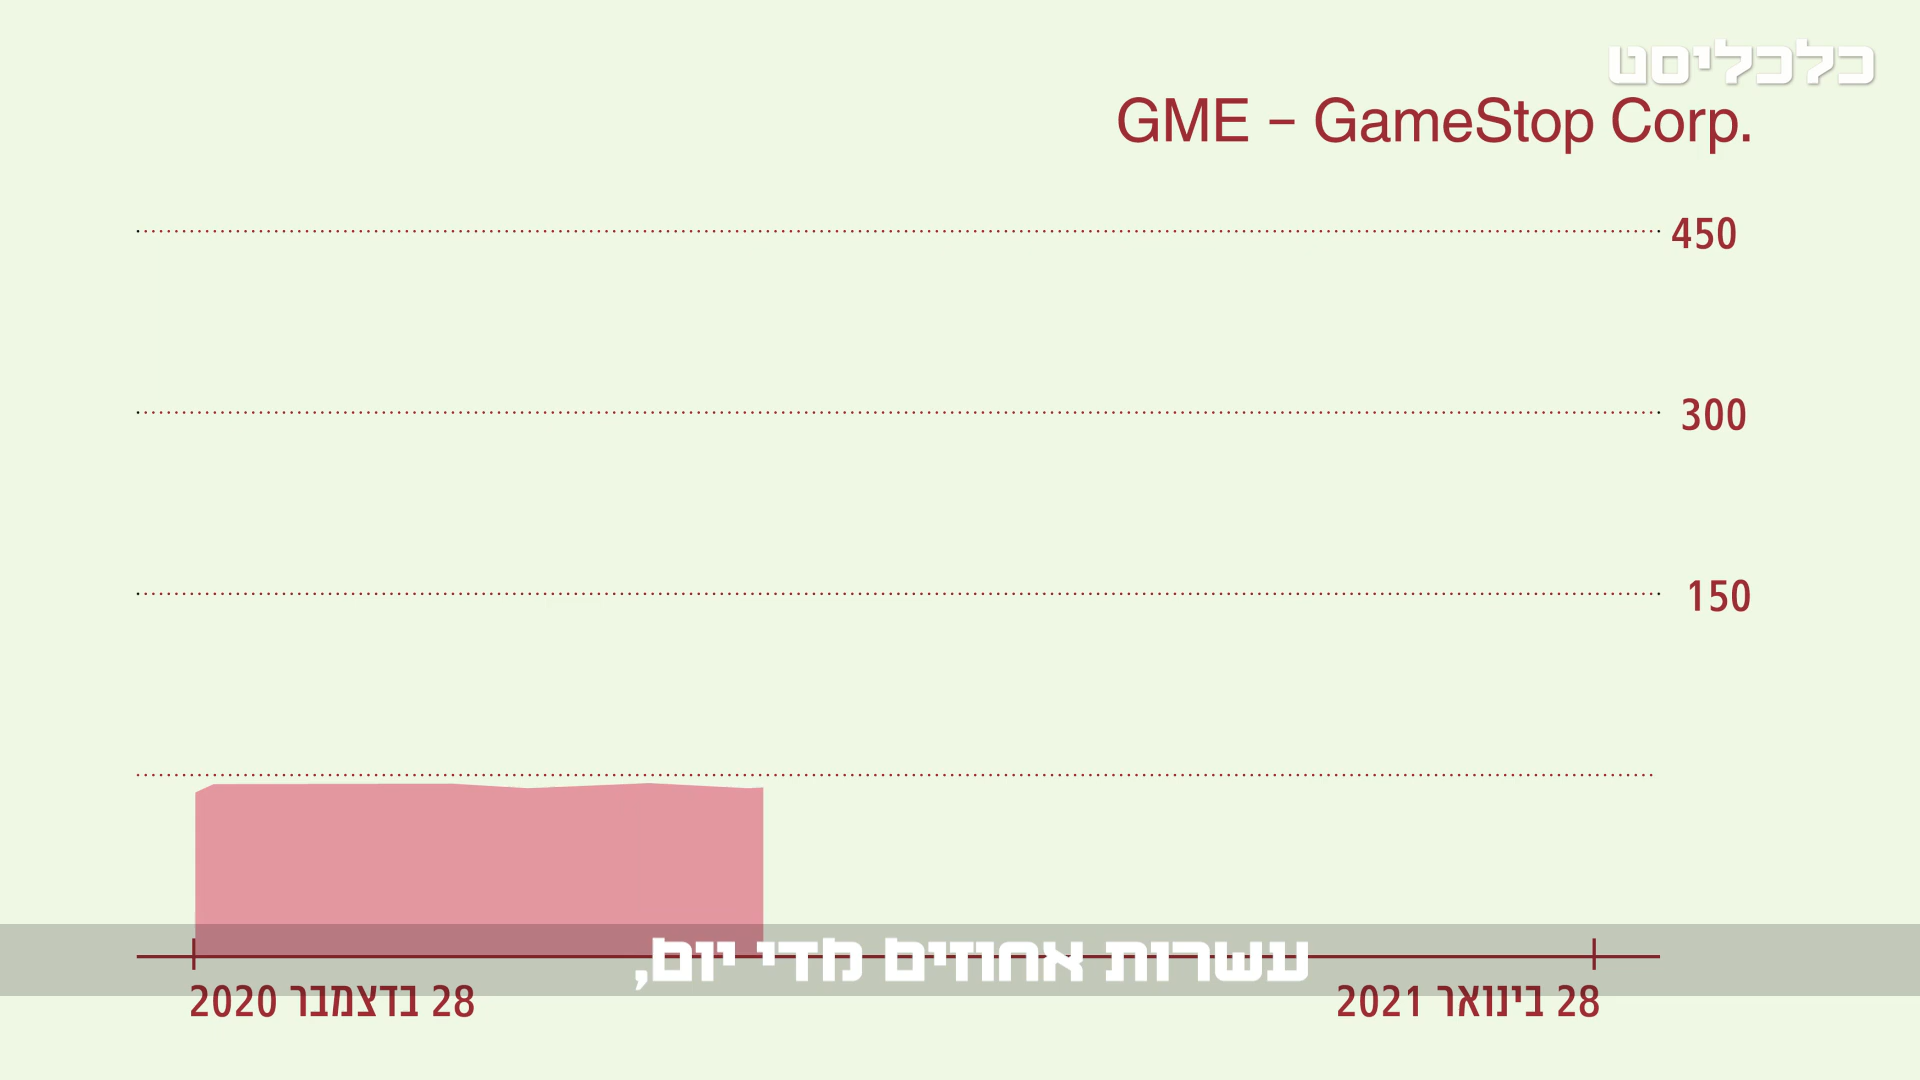 כלכליסט
GME – GameStop Corp.
450
300
150
עשרות אחוזים מדי יום,
28 בדצמבר 2020
28 בינואר 2021